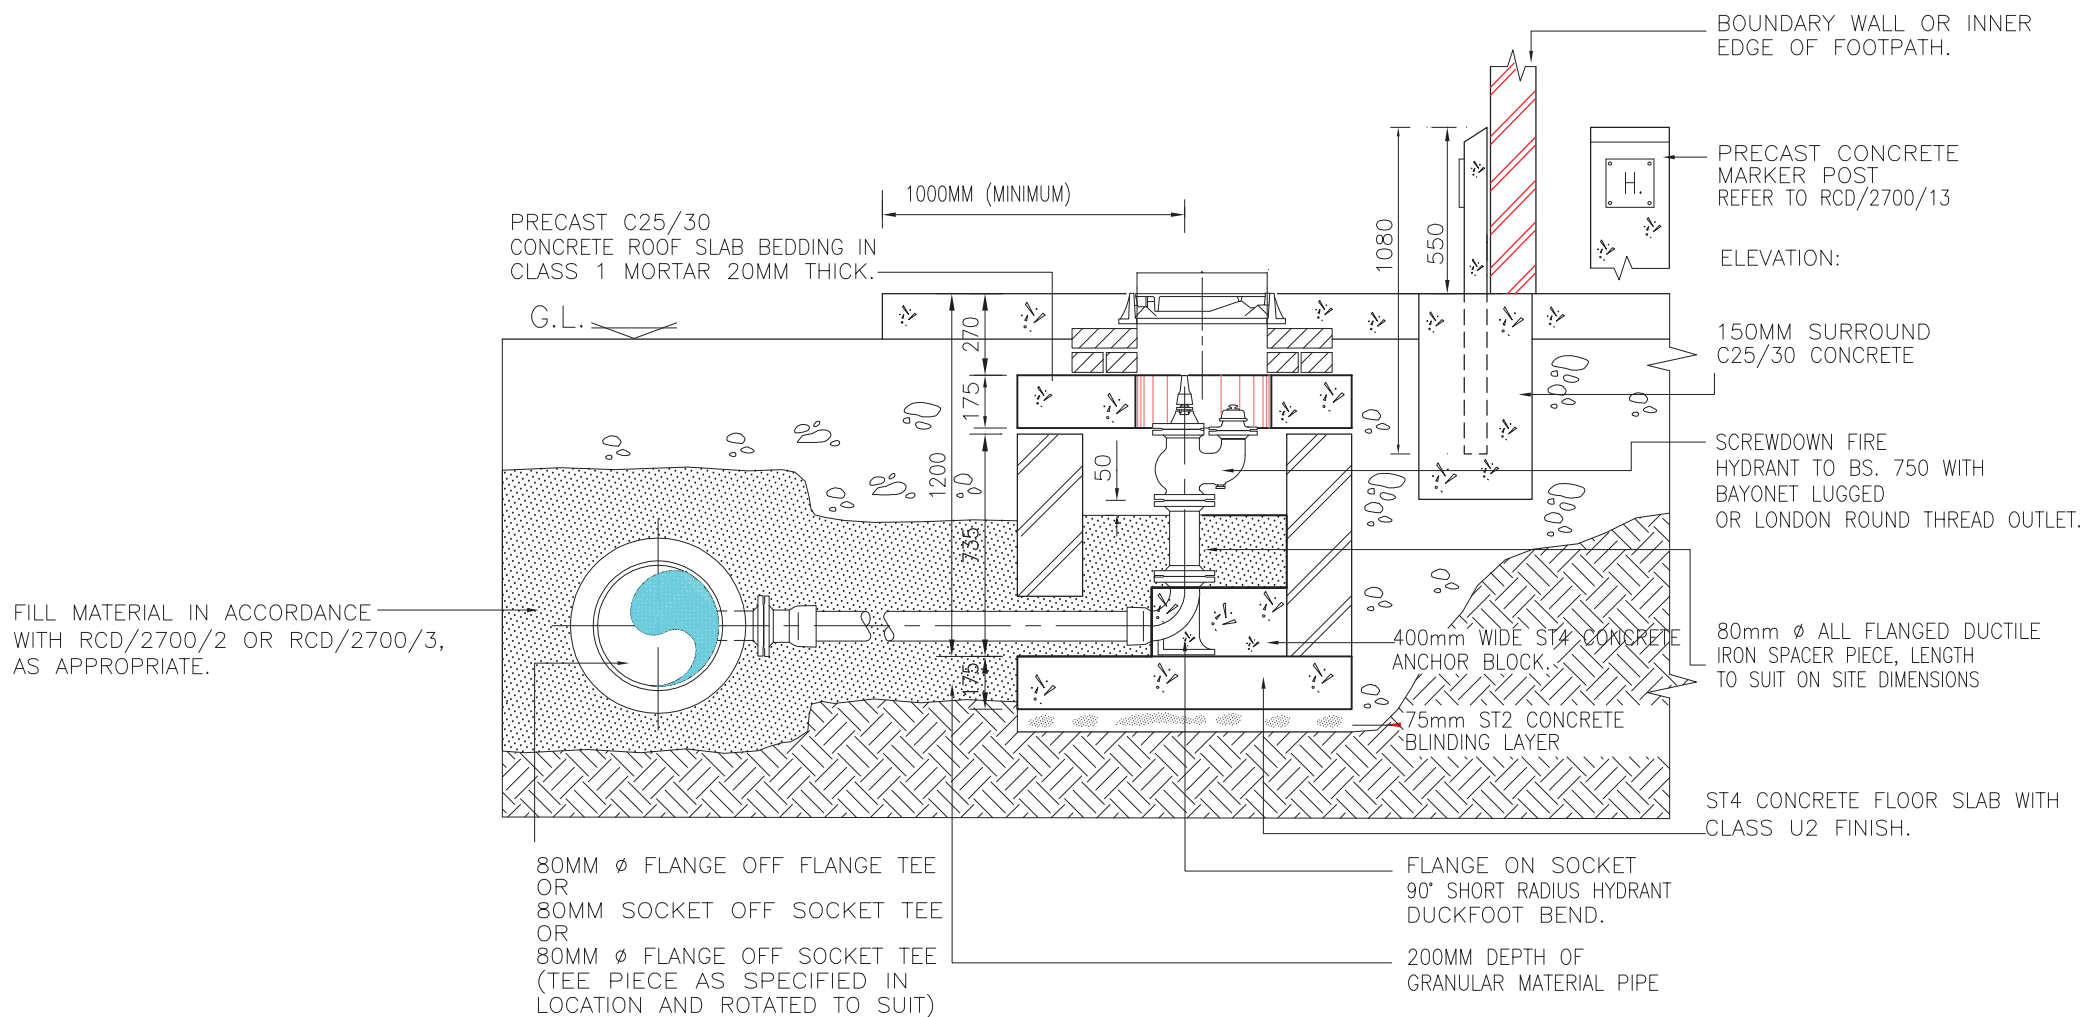 BOUNDARY WALL OR INNER
EDGE OF FOOTPATH.
PRECAST CONCRETE
MARKER POST
REFER TO RCD/2700/13
H.
ELEVATION:
1000MM (MINIMUM)
PRECAST C25/30
CONCRETE ROOF SLAB BEDDING IN
CLASS 1 MORTAR 20MM THICK.
G.L.
1080
550
270
175
1200
735
50
175
150MM SURROUND
C25/30 CONCRETE
SCREWDOWN FIRE
HYDRANT TO BS. 750 WITH
BAYONET LUGGED
OR LONDON ROUND THREAD OUTLET.
FILL MATERIAL IN ACCORDANCE
WITH RCD/2700/2 OR RCD/2700/3,
AS APPROPRIATE.
400mm WIDE ST4 CONCRETE
ANCHOR BLOCK.
80mm ø ALL FLANGED DUCTILE
IRON SPACER PIECE, LENGTH
TO SUIT ON SITE DIMENSIONS
75mm ST2 CONCRETE
BLINDING LAYER
ST4 CONCRETE FLOOR SLAB WITH
CLASS U2 FINISH.
80MM ø FLANGE OFF FLANGE TEE
OR
80MM SOCKET OFF SOCKET TEE
OR
80MM ø FLANGE OFF SOCKET TEE
(TEE PIECE AS SPECIFIED IN
LOCATION AND ROTATED TO SUIT)
FLANGE ON SOCKET
90° SHORT RADIUS HYDRANT
DUCKFOOT BEND.
200MM DEPTH OF
GRANULAR MATERIAL PIPE